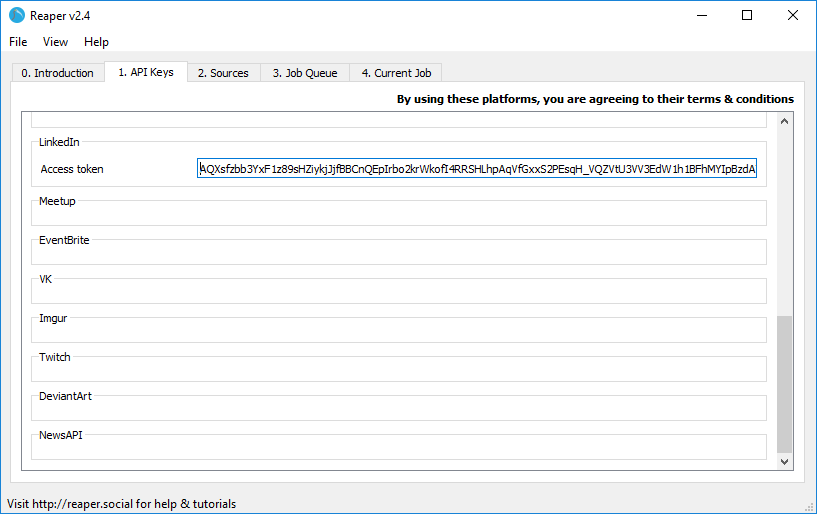 Reaper v2.4
File View Help
0. Introduction 1. API Keys 2. Sources 3. Job Queue 4. Current Job
By using these platforms, you are agreeing to their terms & conditions
LinkedIn
Access token AQXsfzbb3YxF1z89sHZiykjJjfBBCnQEpIrbo2krWkofI4RRSHLhpAqVfGxxS2PEsqH_VQZVtU3VV3EdW1h1BFhMYIpBzdA
Meetup
EventBrite
VK
Imgur
Twitch
DeviantArt
NewsAPI
Visit http://reaper.social for help & tutorials